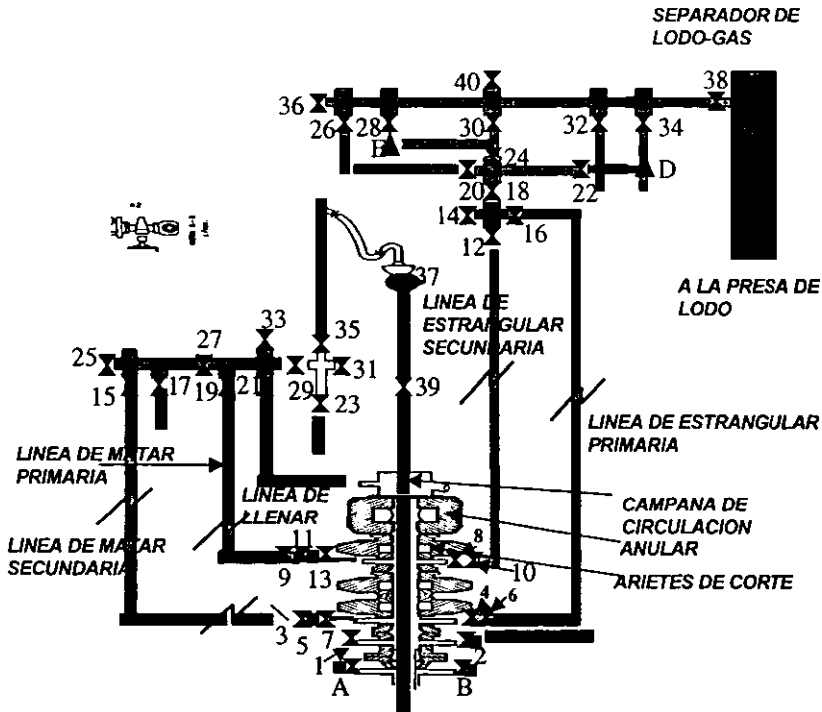 SEPARADOR DE
LODO-GAS
40
38
36
26
28
30
32
34
E
24
D
20
18
22
14
16
12
37
A LA PRESA DE
LODO
LINEA DE
ESTRANGULAR
SECUNDARIA
33
35
27
25
31
29
15
17
19
21
23
39
LINEA DE ESTRANGULAR
PRIMARIA
LINEA DE MATAR
PRIMARIA
LINEA DE
LLENAR
CAMPANA DE
CIRCULACION
ANULAR
LINEA DE MATAR
SECUNDARIA
11
8
9
13
10
ARIETES DE CORTE
4
6
3
5
7
2
1
A
B